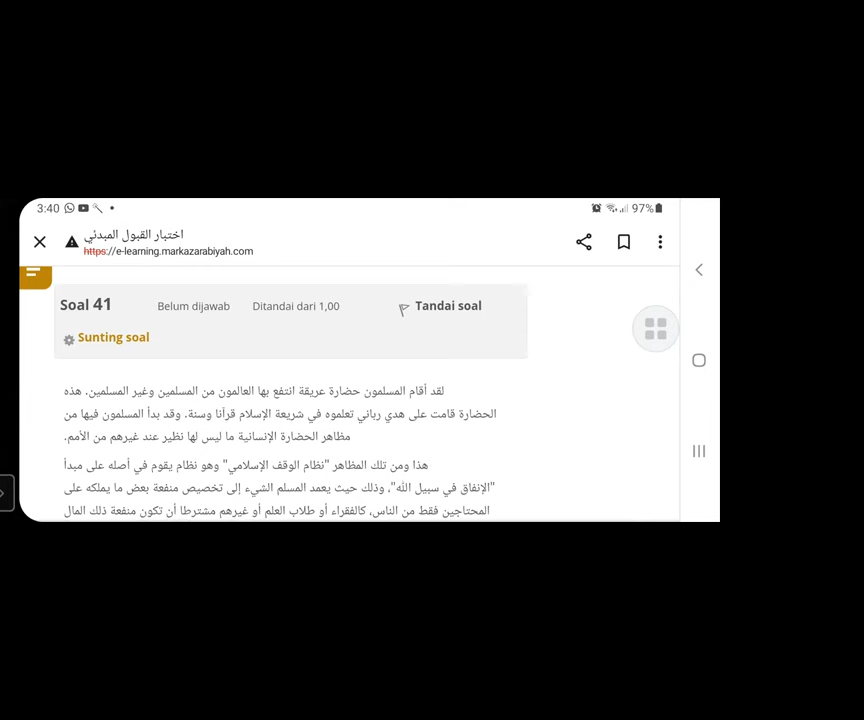 3:40
97%
اختبار القبول المبدئي
https://e-learning.markazarabiyah.com
Soal 41 Belum dijawab Ditandai dari 1,00 Tandai soal
Sunting soal
لقد أقام المسلمون حضارة عريقة انتفع بها العالمون من المسلمين وغير المسلمين. هذه
الحضارة قامت على هدي رباني تعلموه في شريعة الإسلام قرآنا وسنة. وقد بدأ المسلمون فيها من
مظاهر الحضارة الإنسانية ما ليس لها نظير عند غيرهم من الأمم.
هذا ومن تلك المظاهر "نظام الوقف الإسلامي" وهو نظام يقوم في أصله على مبدأ
"الإنفاق في سبيل الله"، وذلك حيث يعمد المسلم الشيء إلى تخصيص منفعة بعض ما يملكه على
المحتاجين فقط من الناس، كالفقراء أو طلاب العلم أو غيرهم مشترطا أن تكون منفعة ذلك المال